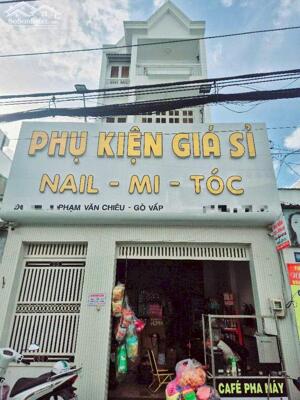 PHỤ KIỆN GIÁ SỈ
NAIL - MI - TÓC
PHẠM VĂN CHIÊU - GÒ VẤP
CAFÉ PHA MÁY